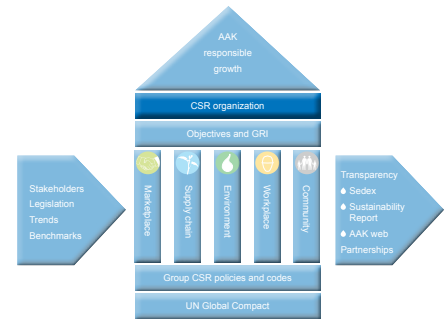 AAK
responsible
growth
CSR organization
Objectives and GRI
Stakeholders
Legislation
Trends
Benchmarks
Marketplace
Supply chain
Environment
Workplace
Community
Transparency
Sedex
Sustainability
Report
AAK web
Partnerships
Group CSR policies and codes
UN Global Compact